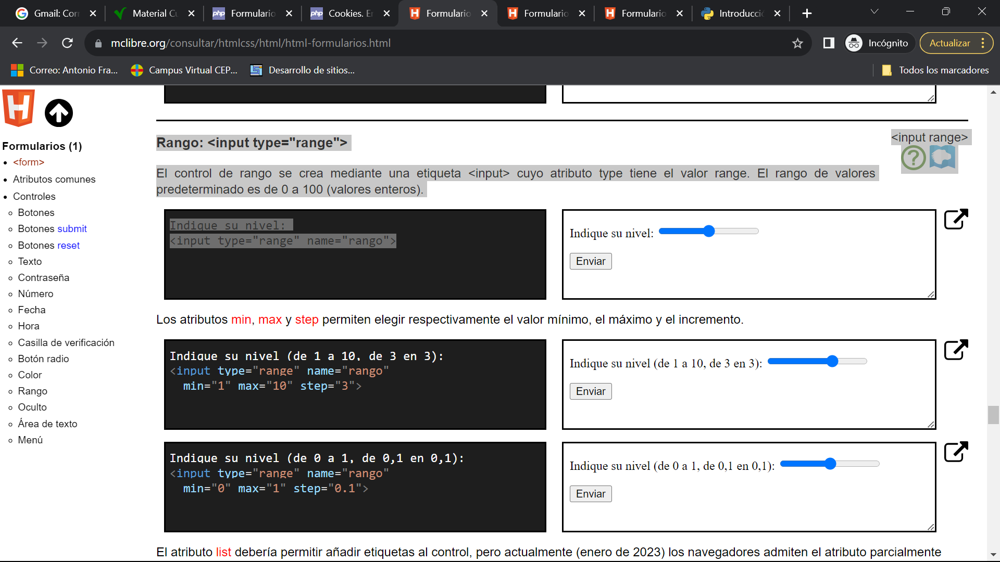 Gmail: Corr
Material Cu
php Formulario
php Cookies. En
Formulario
Formulario
Formulario
Introducció
mclibre.org/consultar/htmlcss/html/html-formularios.html
Incógnito
Actualizar
Correo: Antonio Fra...
Campus Virtual CEP...
Desarrollo de sitios...
Todos los marcadores
Formularios (1)
<form>
Atributos comunes
Controles
Botones
Botones submit
Botones reset
Texto
Contraseña
Número
Fecha
Hora
Casilla de verificación
Botón radio
Color
Rango
Oculto
Área de texto
Menú
Rango: <input type="range">
<input range>
El control de rango se crea mediante una etiqueta <input> cuyo atributo type tiene el valor range. El rango de valores
predeterminado es de 0 a 100 (valores enteros).
Indique su nivel:
<input type="range" name="rango">
Indique su nivel:
Enviar
Los atributos min, max y step permiten elegir respectivamente el valor mínimo, el máximo y el incremento.
Indique su nivel (de 1 a 10, de 3 en 3):
<input type="range" name="rango"
min="1" max="10" step="3">
Indique su nivel (de 1 a 10, de 3 en 3):
Enviar
Indique su nivel (de 0 a 1, de 0,1 en 0,1):
<input type="range" name="rango"
min="0" max="1" step="0.1">
Indique su nivel (de 0 a 1, de 0,1 en 0,1):
Enviar
El atributo list debería permitir añadir etiquetas al control, pero actualmente (enero de 2023) los navegadores admiten el atributo parcialmente